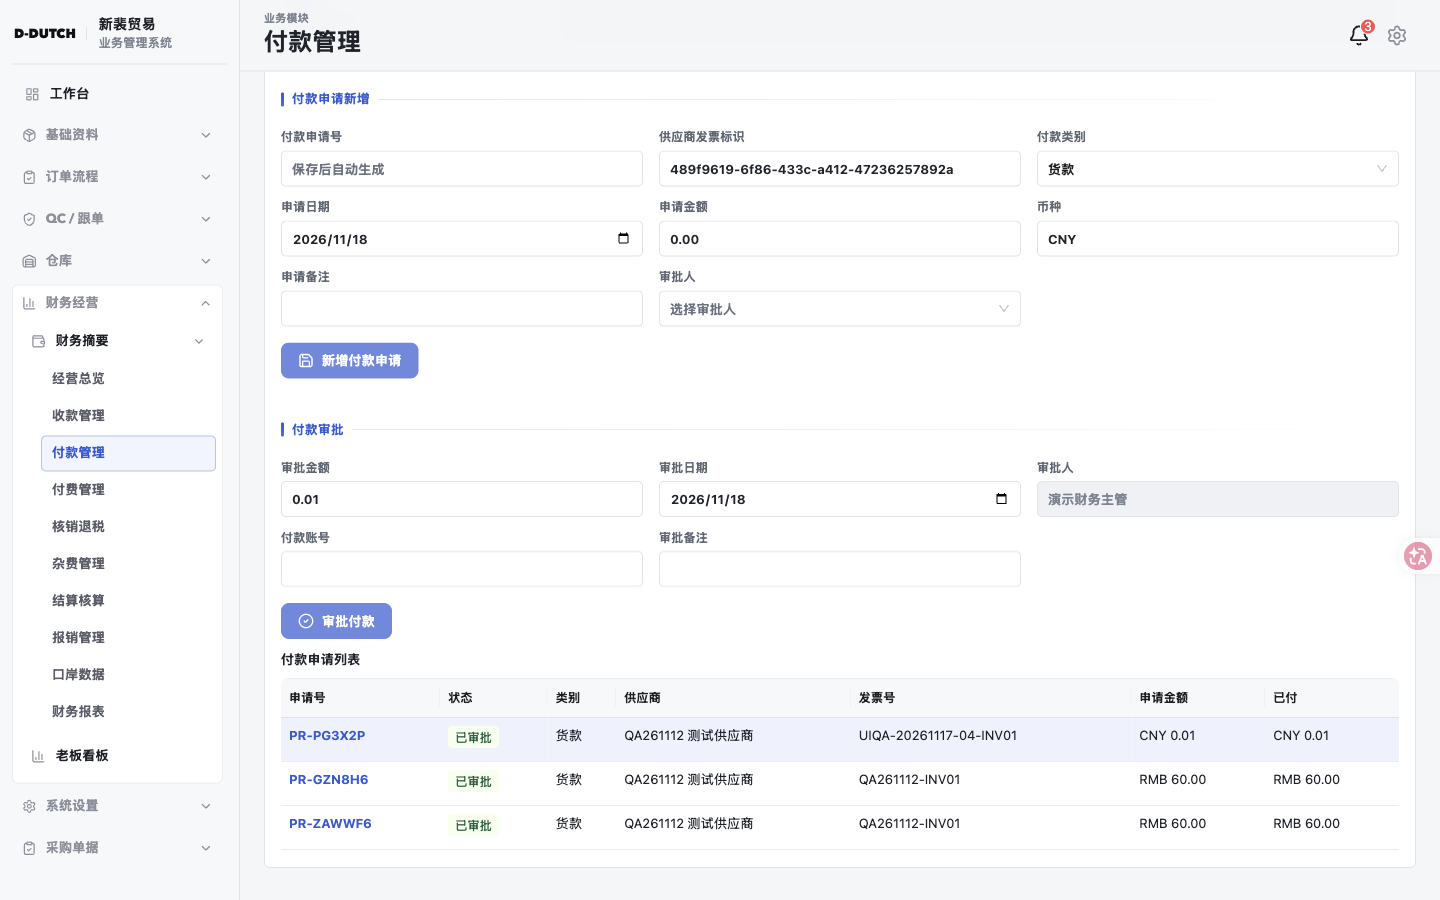 D-DUTCH
新裴贸易
业务管理系统
工作台
基础资料
订单流程
QC / 跟单
仓库
财务经营
财务摘要
经营总览
收款管理
付款管理
付费管理
核销退税
杂费管理
结算核算
报销管理
口岸数据
财务报表
老板看板
系统设置
采购单据
业务模块
付款管理
3
付款申请新增
付款申请号
供应商发票标识
付款类别
保存后自动生成
489f9619-6f86-433c-a412-47236257892a
货款
申请日期
申请金额
币种
2026/11/18
0.00
CNY
申请备注
审批人
选择审批人
新增付款申请
付款审批
审批金额
审批日期
审批人
0.01
2026/11/18
演示财务主管
付款账号
审批备注
审批付款
付款申请列表
申请号 状态 类别 供应商 发票号 申请金额 已付
PR-PG3X2P 已审批 货款 QA261112 测试供应商 UIQA-20261117-04-INV01 CNY 0.01 CNY 0.01
PR-GZN8H6 已审批 货款 QA261112 测试供应商 QA261112-INV01 RMB 60.00 RMB 60.00
PR-ZAWWF6 已审批 货款 QA261112 测试供应商 QA261112-INV01 RMB 60.00 RMB 60.00